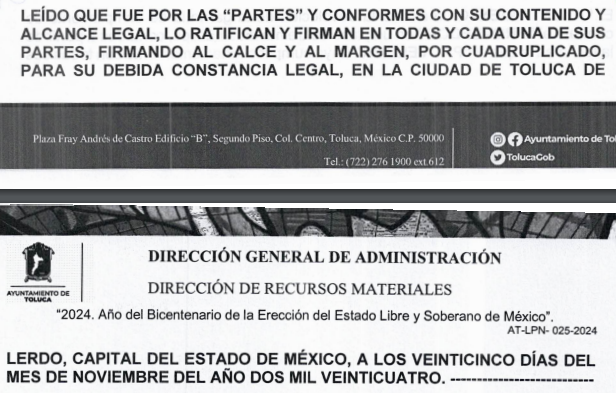 LEÍDO QUE FUE POR LAS “PARTES” Y CONFORMES CON SU CONTENIDO Y
ALCANCE LEGAL, LO RATIFICAN Y FIRMAN EN TODAS Y CADA UNA DE SUS
PARTES, FIRMANDO AL CALCE Y AL MARGEN, POR CUADRUPLICADO,
PARA SU DEBIDA CONSTANCIA LEGAL, EN LA CIUDAD DE TOLUCA DE
Plaza Fray Andrés de Castro Edificio “B”, Segundo Piso, Col. Centro, Toluca, México C.P. 50000
Tel.: (722) 276 1900 ext.612
Ayuntamiento de Tol
TolucaGob
AYUNTAMIENTO DE
TOLUCA
DIRECCIÓN GENERAL DE ADMINISTRACIÓN
DIRECCIÓN DE RECURSOS MATERIALES
“2024. Año del Bicentenario de la Erección del Estado Libre y Soberano de México”.
AT-LPN- 025-2024
LERDO, CAPITAL DEL ESTADO DE MÉXICO, A LOS VEINTICINCO DÍAS DEL
MES DE NOVIEMBRE DEL AÑO DOS MIL VEINTICUATRO. --------------------------